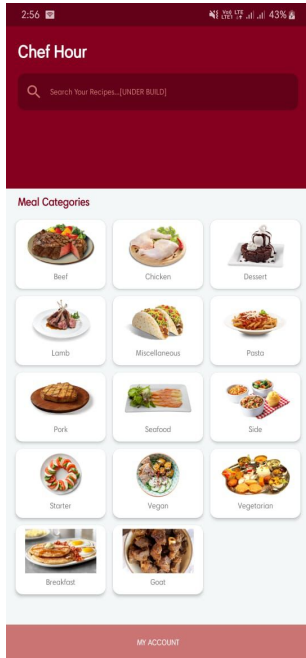 2:56
43%
Chef Hour
Search Your Recipes...[UNDER BUILD]
Meal Categories
Beef Chicken Dessert
Lamb Miscellaneous Pasta
Pork Seafood Side
Starter Vegan Vegetarian
Breakfast Goat
MY ACCOUNT